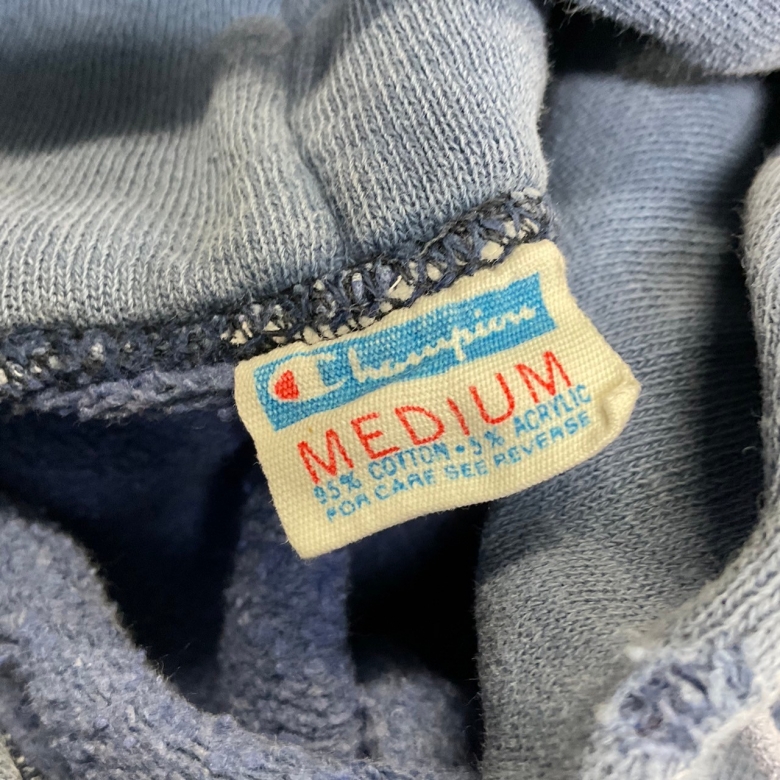 Champion
MEDIUM
95% COTTON • 5% ACRYLIC
FOR CARE SEE REVERSE